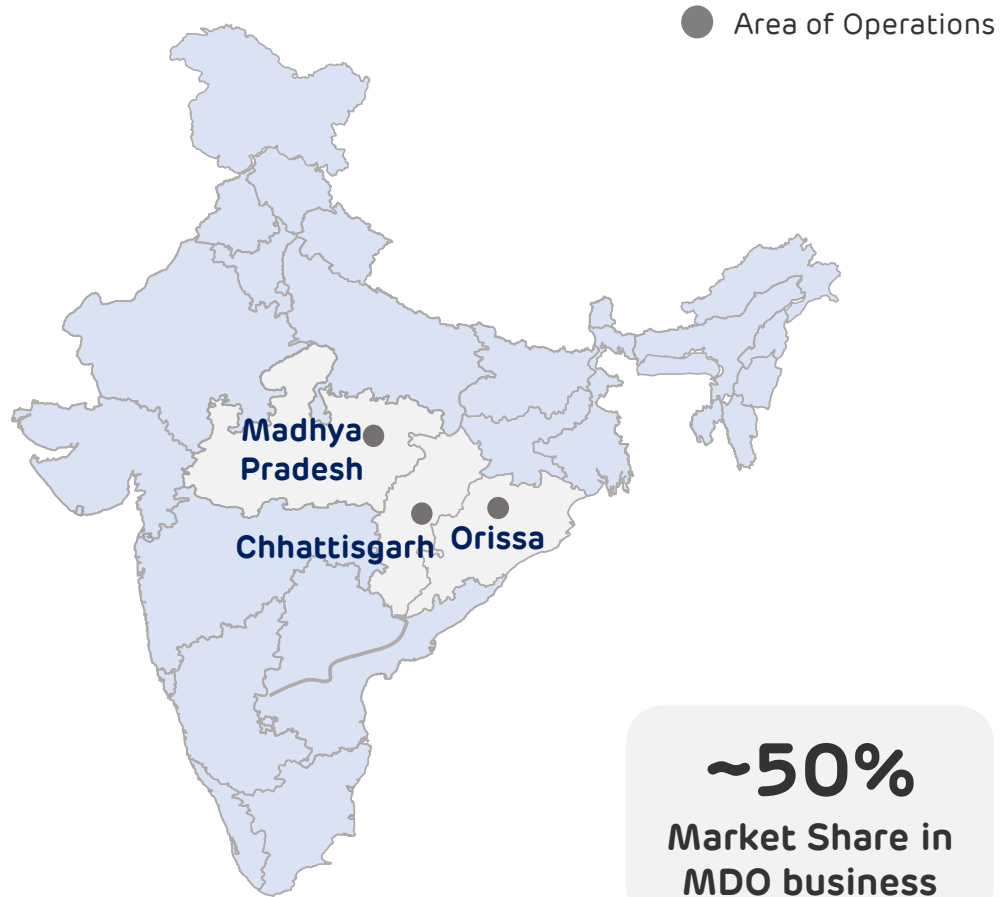 Area of Operations
Madhya
Pradesh
Chhattisgarh
Orissa
~50%
Market Share in
MDO business